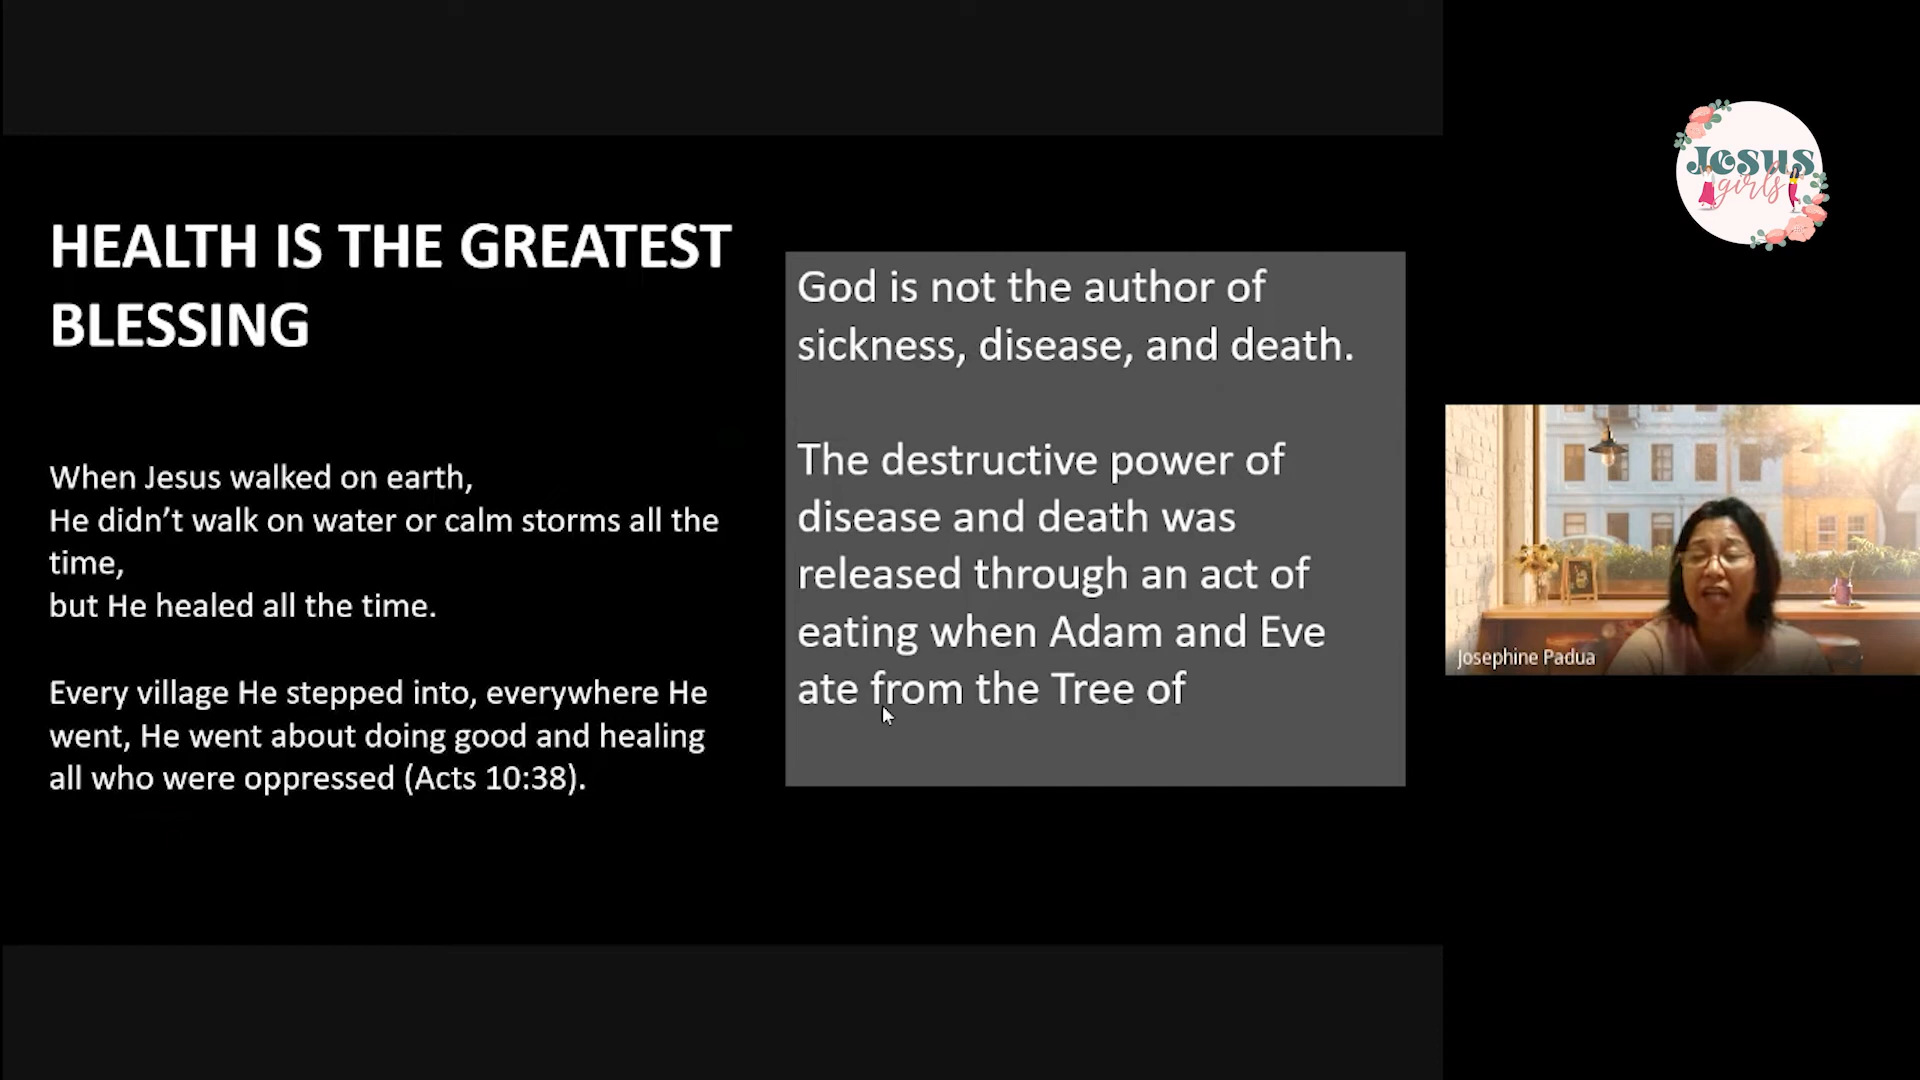 HEALTH IS THE GREATEST
BLESSING
When Jesus walked on earth,
He didn’t walk on water or calm storms all the
time,
but He healed all the time.
Every village He stepped into, everywhere He
went, He went about doing good and healing
all who were oppressed (Acts 10:38).
God is not the author of
sickness, disease, and death.
The destructive power of
disease and death was
released through an act of
eating when Adam and Eve
ate from the Tree of
Jesus
girls
Josephine Padua